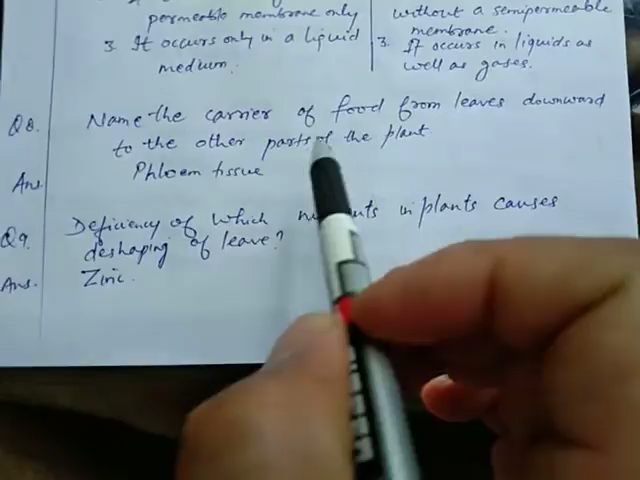 permeable membrane only
3. It occurs only in a liquid
medium.
without a semipermeable
membrane.
3. It occurs in liquids as
well as gases.
Q8. Name the carrier of food from leaves downward
to the other parts of the plant
Ans. Phloem tissue
Q9. Deficiency of which in plants causes
deshaping of leave?
Ans. Zinc.